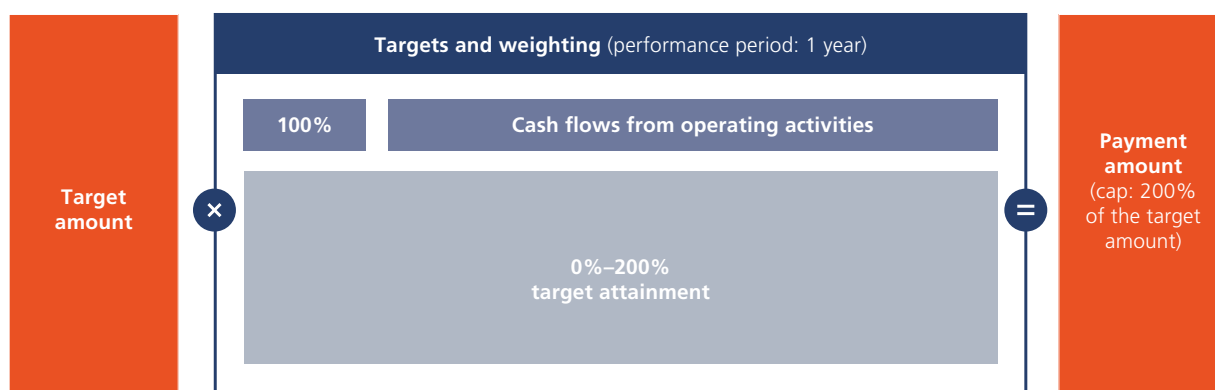 Targets and weighting (performance period: 1 year)
100%
Cash flows from operating activities
Target
amount
×
0%–200%
target attainment
=
Payment
amount
(cap: 200%
of the target
amount)